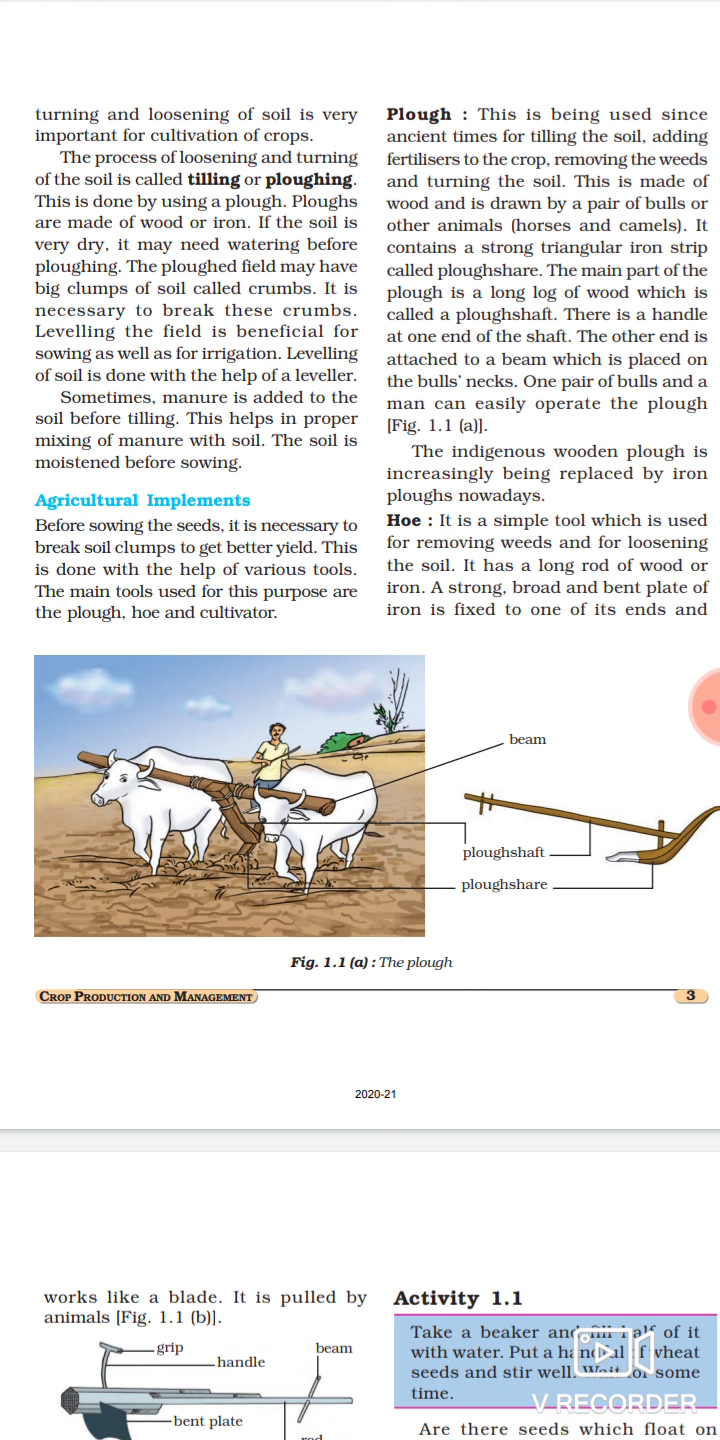 turning and loosening of soil is very
important for cultivation of crops.
The process of loosening and turning
of the soil is called tilling or ploughing.
This is done by using a plough. Ploughs
are made of wood or iron. If the soil is
very dry, it may need watering before
ploughing. The ploughed field may have
big clumps of soil called crumbs. It is
necessary to break these crumbs.
Levelling the field is beneficial for
sowing as well as for irrigation. Levelling
of soil is done with the help of a leveller.
Sometimes, manure is added to the
soil before tilling. This helps in proper
mixing of manure with soil. The soil is
moistened before sowing.
Agricultural Implements
Before sowing the seeds, it is necessary to
break soil clumps to get better yield. This
is done with the help of various tools.
The main tools used for this purpose are
the plough, hoe and cultivator.
Plough : This is being used since
ancient times for tilling the soil, adding
fertilisers to the crop, removing the weeds
and turning the soil. This is made of
wood and is drawn by a pair of bulls or
other animals (horses and camels). It
contains a strong triangular iron strip
called ploughshare. The main part of the
plough is a long log of wood which is
called a ploughshaft. There is a handle
at one end of the shaft. The other end is
attached to a beam which is placed on
the bulls' necks. One pair of bulls and a
man can easily operate the plough
[Fig. 1.1 (a)].
The indigenous wooden plough is
increasingly being replaced by iron
ploughs nowadays.
Hoe : It is a simple tool which is used
for removing weeds and for loosening
the soil. It has a long rod of wood or
iron. A strong, broad and bent plate of
iron is fixed to one of its ends and
beam
ploughshaft
ploughshare
Fig. 1.1 (a) : The plough
CROP PRODUCTION AND MANAGEMENT
3
2020-21
works like a blade. It is pulled by
animals [Fig. 1.1 (b)].
grip
beam
handle
bent plate
Activity 1.1
Take a beaker and fill half of it
with water. Put a handful of wheat
seeds and stir well. Wait for some
time.
V RECORDER
Are there seeds which float on